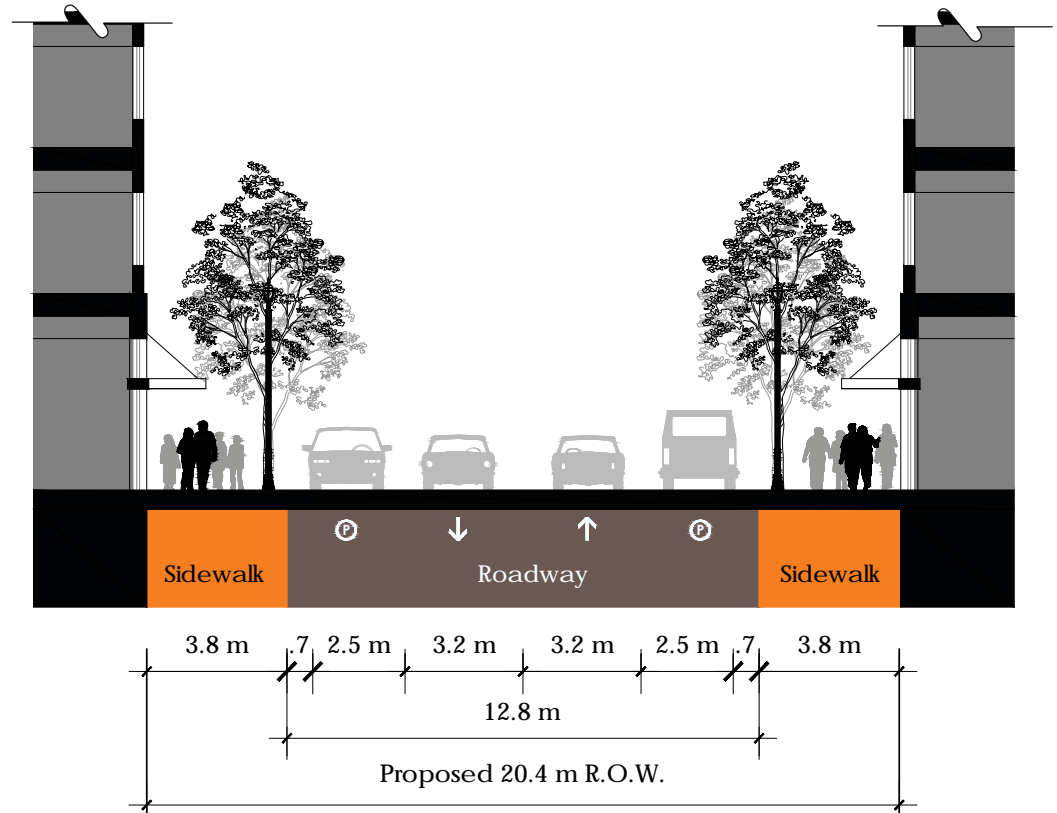 P P
Sidewalk Roadway Sidewalk
3.8 m .7 2.5 m 3.2 m 3.2 m 2.5 m .7 3.8 m
12.8 m
Proposed 20.4 m R.O.W.